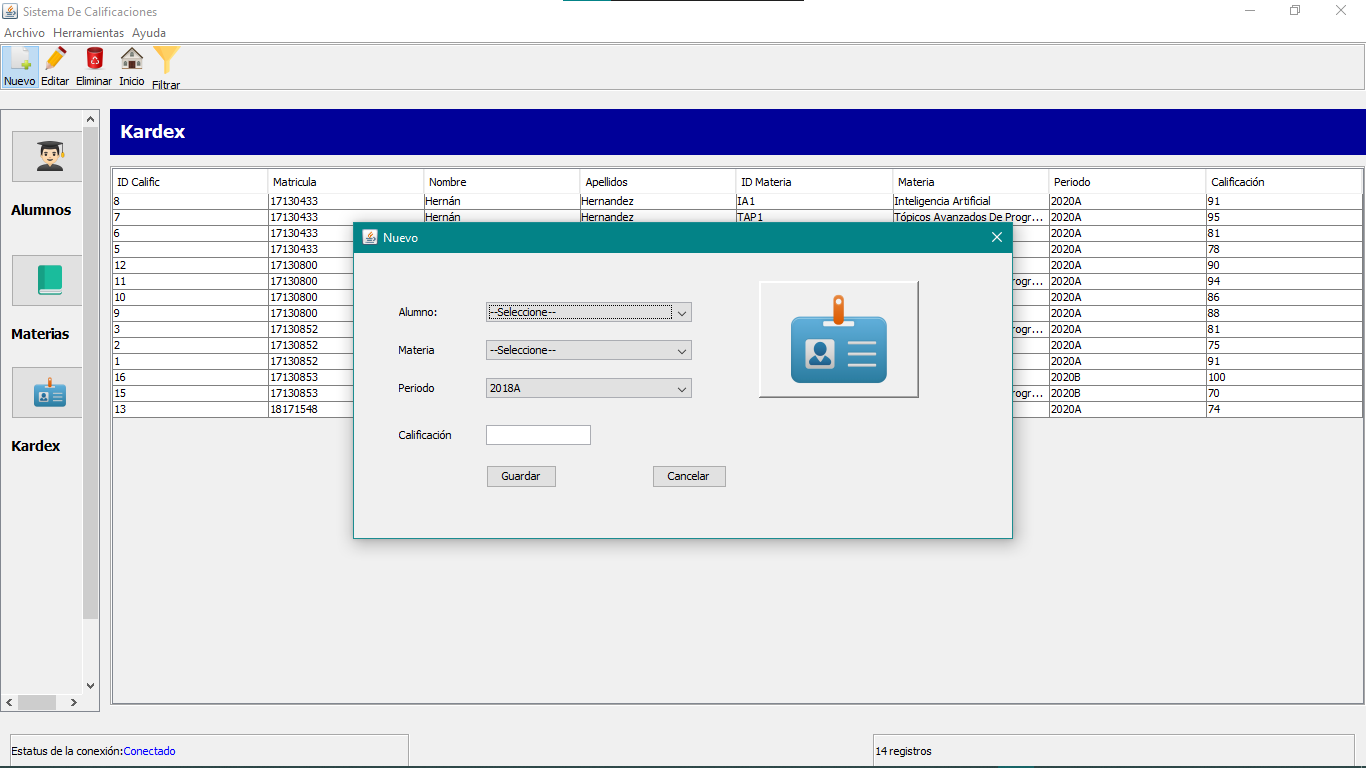 Sistema De Calificaciones
Archivo Herramientas Ayuda
Nuevo Editar Eliminar Inicio Filtrar
Alumnos
Materias
Kardex
Kardex
ID Calific Matricula Nombre Apellidos ID Materia Materia Periodo Calificación
8 17130433 Hernán Hernandez IA1 Inteligencia Artificial 2020A 91
7 17130433 Hernán Hernandez TAP1 Tópicos Avanzados De Progr... 2020A 95
6 17130433 2020A 81
5 17130433 2020A 78
12 17130800 2020A 90
11 17130800 ogr... 2020A 94
10 17130800 2020A 86
9 17130800 2020A 88
3 17130852 rogr... 2020A 81
2 17130852 2020A 75
1 17130852 2020A 91
16 17130853 2020B 100
15 17130853 rogr... 2020B 70
13 18171548 2020A 74
Nuevo
Alumno: --Seleccione--
Materia --Seleccione--
Periodo 2018A
Calificación
Guardar Cancelar
Estatus de la conexión:Conectado
14 registros